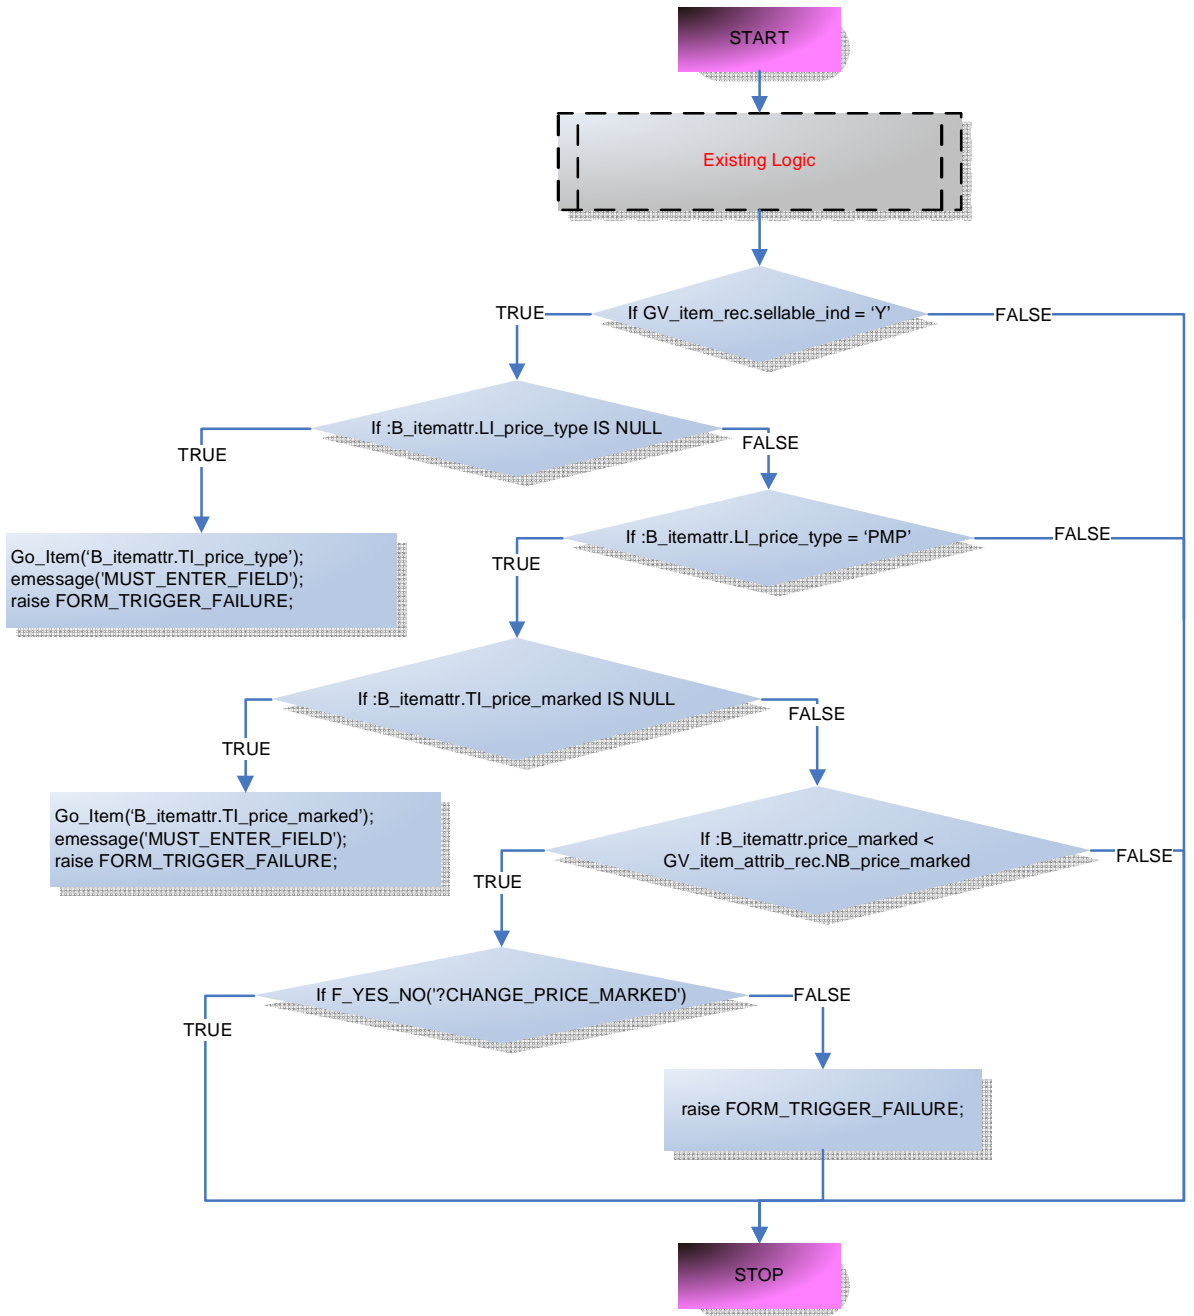 START
Existing Logic
If GV_item_rec.sellable_ind = ‘Y’
TRUE
FALSE
If :B_itemattr.LI_price_type IS NULL
TRUE
FALSE
Go_Item(‘B_itemattr.TI_price_type’);
emessage('MUST_ENTER_FIELD');
raise FORM_TRIGGER_FAILURE;
If :B_itemattr.LI_price_type = ‘PMP’
FALSE
TRUE
If :B_itemattr.TI_price_marked IS NULL
FALSE
TRUE
Go_Item(‘B_itemattr.TI_price_marked’);
emessage('MUST_ENTER_FIELD');
raise FORM_TRIGGER_FAILURE;
If :B_itemattr.price_marked <
GV_item_attrib_rec.NB_price_marked
FALSE
TRUE
If F_YES_NO('?CHANGE_PRICE_MARKED')
FALSE
TRUE
raise FORM_TRIGGER_FAILURE;
STOP